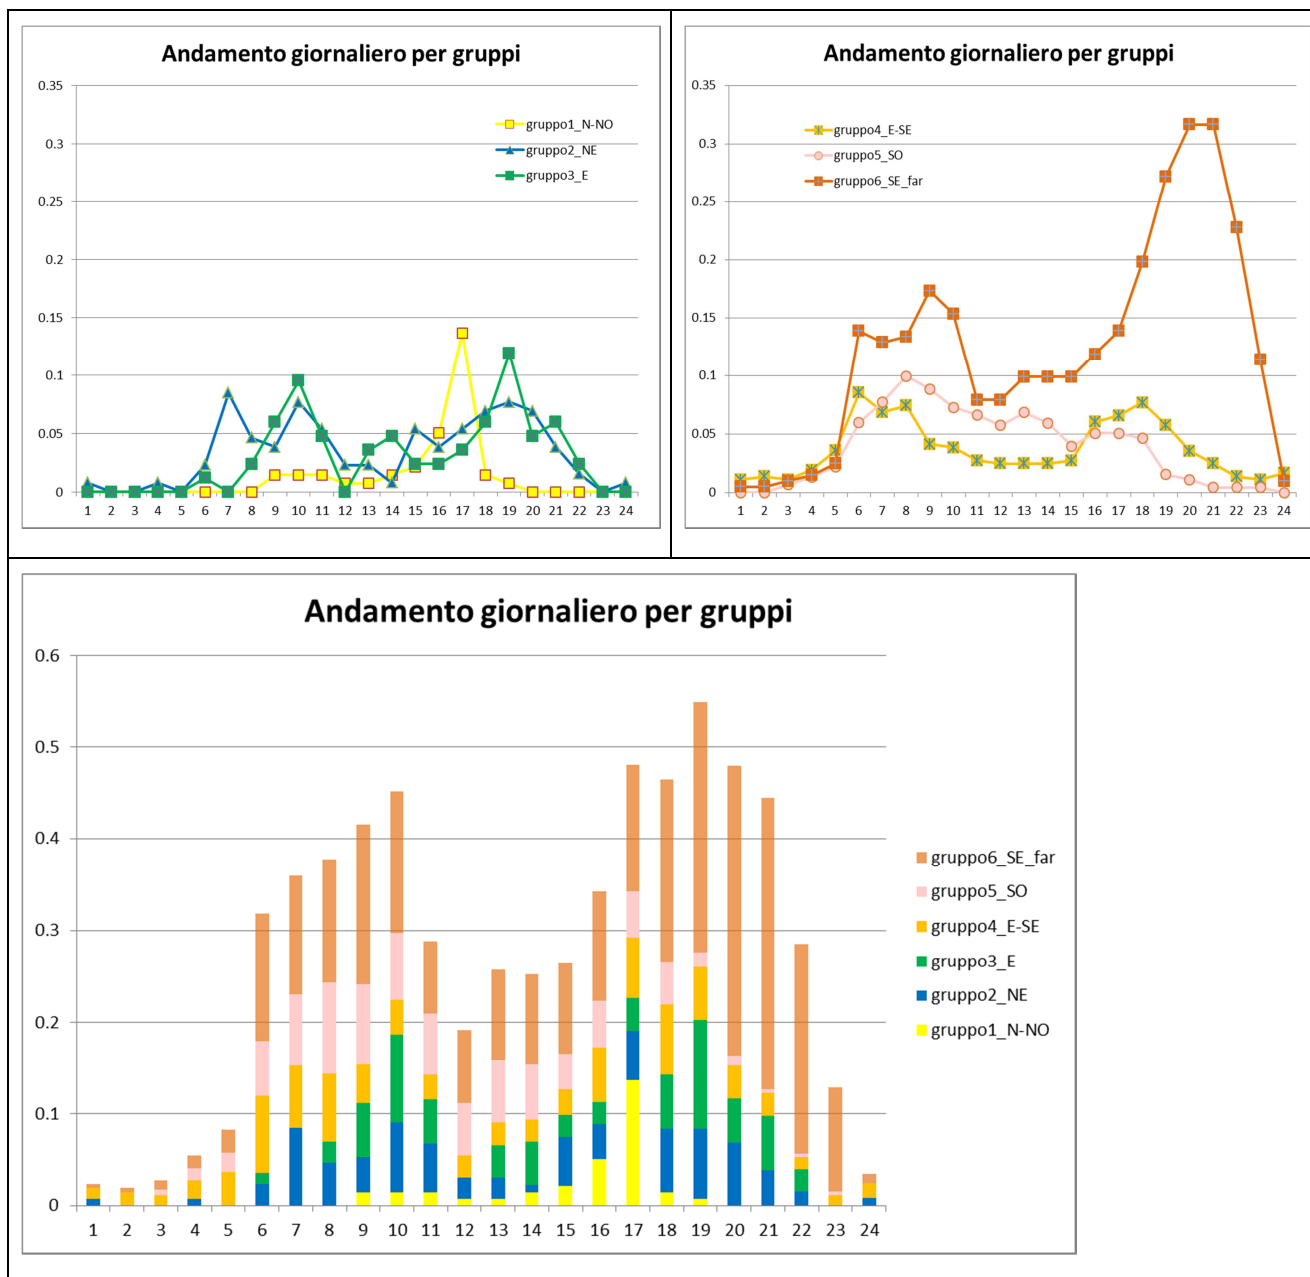 Andamento giornaliero per gruppi
0.35
0.3
0.25
0.2
0.15
0.1
0.05
0
1 2 3 4 5 6 7 8 9 10 11 12 13 14 15 16 17 18 19 20 21 22 23 24
gruppo1_N-NO
gruppo2_NE
gruppo3_E
Andamento giornaliero per gruppi
0.35
0.3
0.25
0.2
0.15
0.1
0.05
0
1 2 3 4 5 6 7 8 9 10 11 12 13 14 15 16 17 18 19 20 21 22 23 24
gruppo4_E-SE
gruppo5_SO
gruppo6_SE_far
Andamento giornaliero per gruppi
0.6
0.5
0.4
0.3
0.2
0.1
0
1 2 3 4 5 6 7 8 9 10 11 12 13 14 15 16 17 18 19 20 21 22 23 24
gruppo6_SE_far
gruppo5_SO
gruppo4_E-SE
gruppo3_E
gruppo2_NE
gruppo1_N-NO